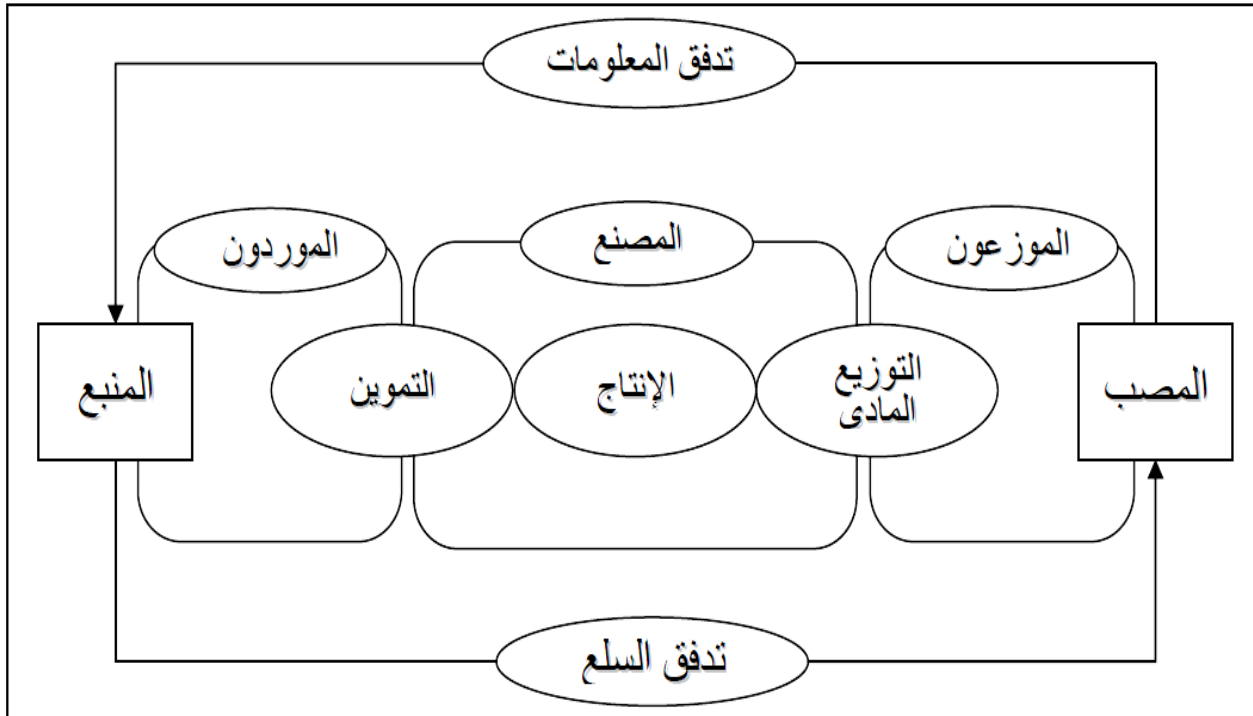 تدفق المعلومات
الموزعون
المصنع
الموردون
المصب
التوزيع
المادى
الإنتاج
التموين
المنبع
تدفق السلع